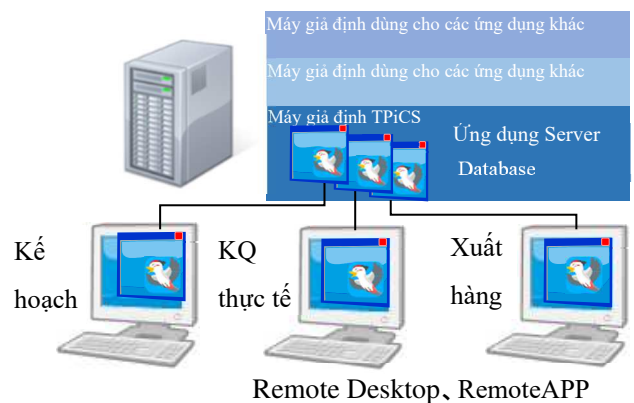 Máy giả định dùng cho các ứng dụng khác
Máy giả định dùng cho các ứng dụng khác
Máy giả định TPiCS
Ứng dụng Server
Database
Kế
hoạch
KQ
thực tế
Xuất
hàng
Remote Desktop、RemoteAPP